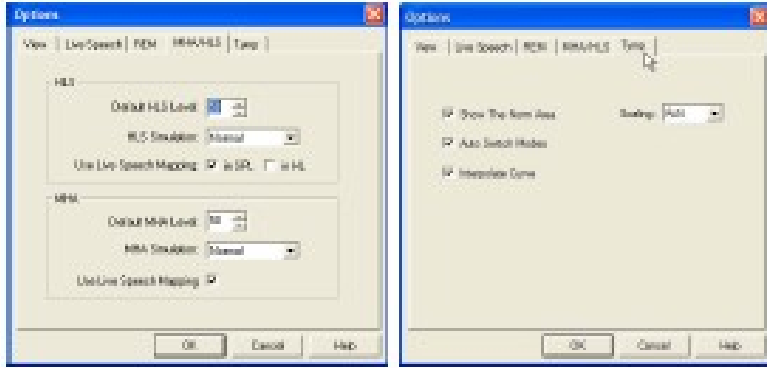 Options
View Live Speech REM MHA/HLS Tymp
HLS
Default HLS Level:
HLS Simulation: Normal
Use Live Speech Mapping: in SPL in HL
MHA
Default MHA Level: 50
MHA Simulation: Normal
Use Live Speech Mapping:
OK Cancel Help
Options
View Live Speech REM MHA/HLS Tymp
Show The Norm Area Scaling: Auto
Auto Switch Modes
Interpolate Curve
OK Cancel Help